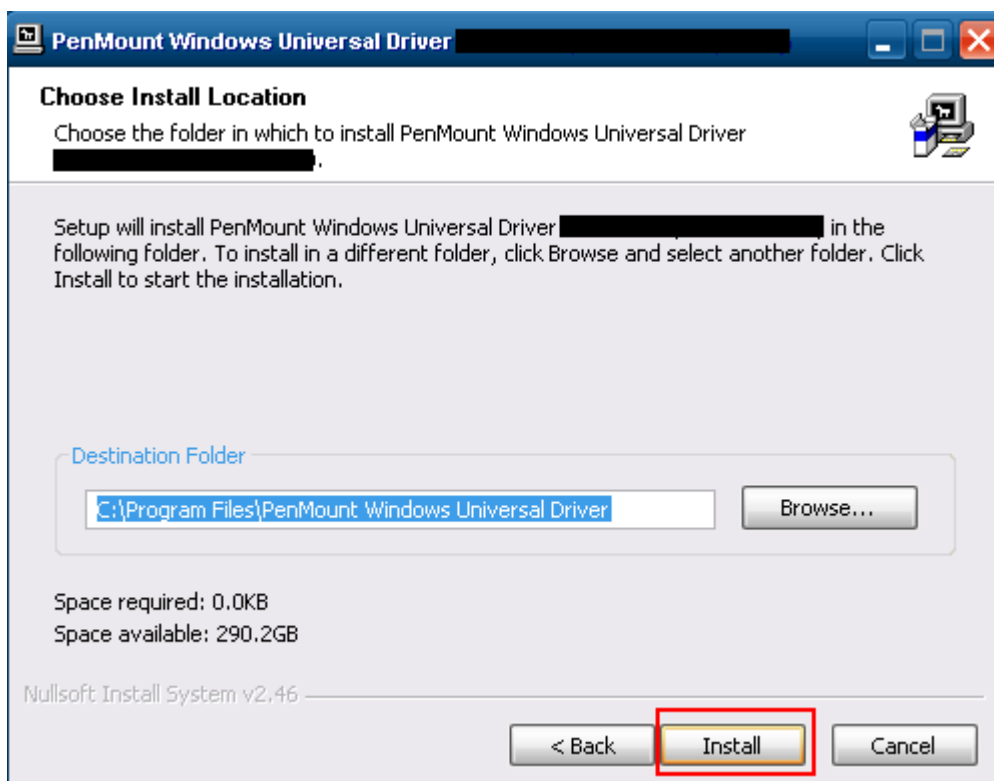 PenMount Windows Universal Driver
Choose Install Location
Choose the folder in which to install PenMount Windows Universal Driver
.
Setup will install PenMount Windows Universal Driver in the
following folder. To install in a different folder, click Browse and select another folder. Click
Install to start the installation.
Destination Folder
C:\Program Files\PenMount Windows Universal Driver
Browse...
Space required: 0.0KB
Space available: 290.2GB
Nullsoft Install System v2.46
< Back
Install
Cancel